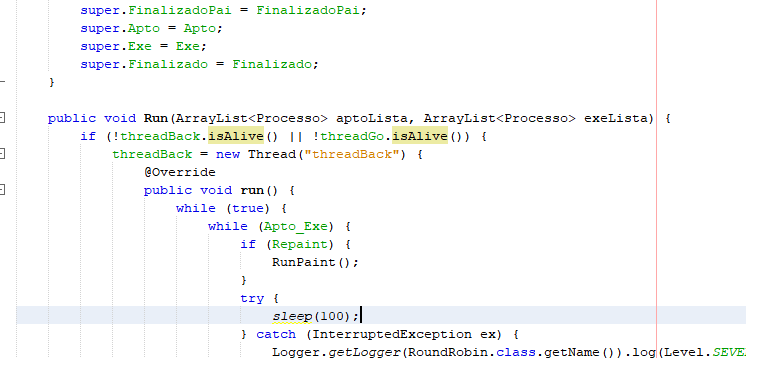 super.FinalizadoPai = FinalizadoPai;
super.Apto = Apto;
super.Exe = Exe;
super.Finalizado = Finalizado;
}
public void Run(ArrayList<Processo> aptoLista, ArrayList<Processo> exeLista) {
if (!threadBack.isAlive() || !threadGo.isAlive()) {
threadBack = new Thread("threadBack") {
@Override
public void run() {
while (true) {
while (Apto_Exe) {
if (Repaint) {
RunPaint();
}
try {
sleep(100);
} catch (InterruptedException ex) {
Logger.getLogger(RoundRobin.class.getName()).log(Level.SEVE